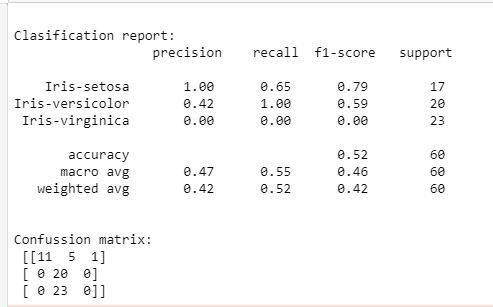 Clasification report:
precision recall f1-score support
Iris-setosa 1.00 0.65 0.79 17
Iris-versicolor 0.42 1.00 0.59 20
Iris-virginica 0.00 0.00 0.00 23
accuracy 0.52 60
macro avg 0.47 0.55 0.46 60
weighted avg 0.42 0.52 0.42 60
Confussion matrix:
[[11 5 1]
[ 0 20 0]
[ 0 23 0]]